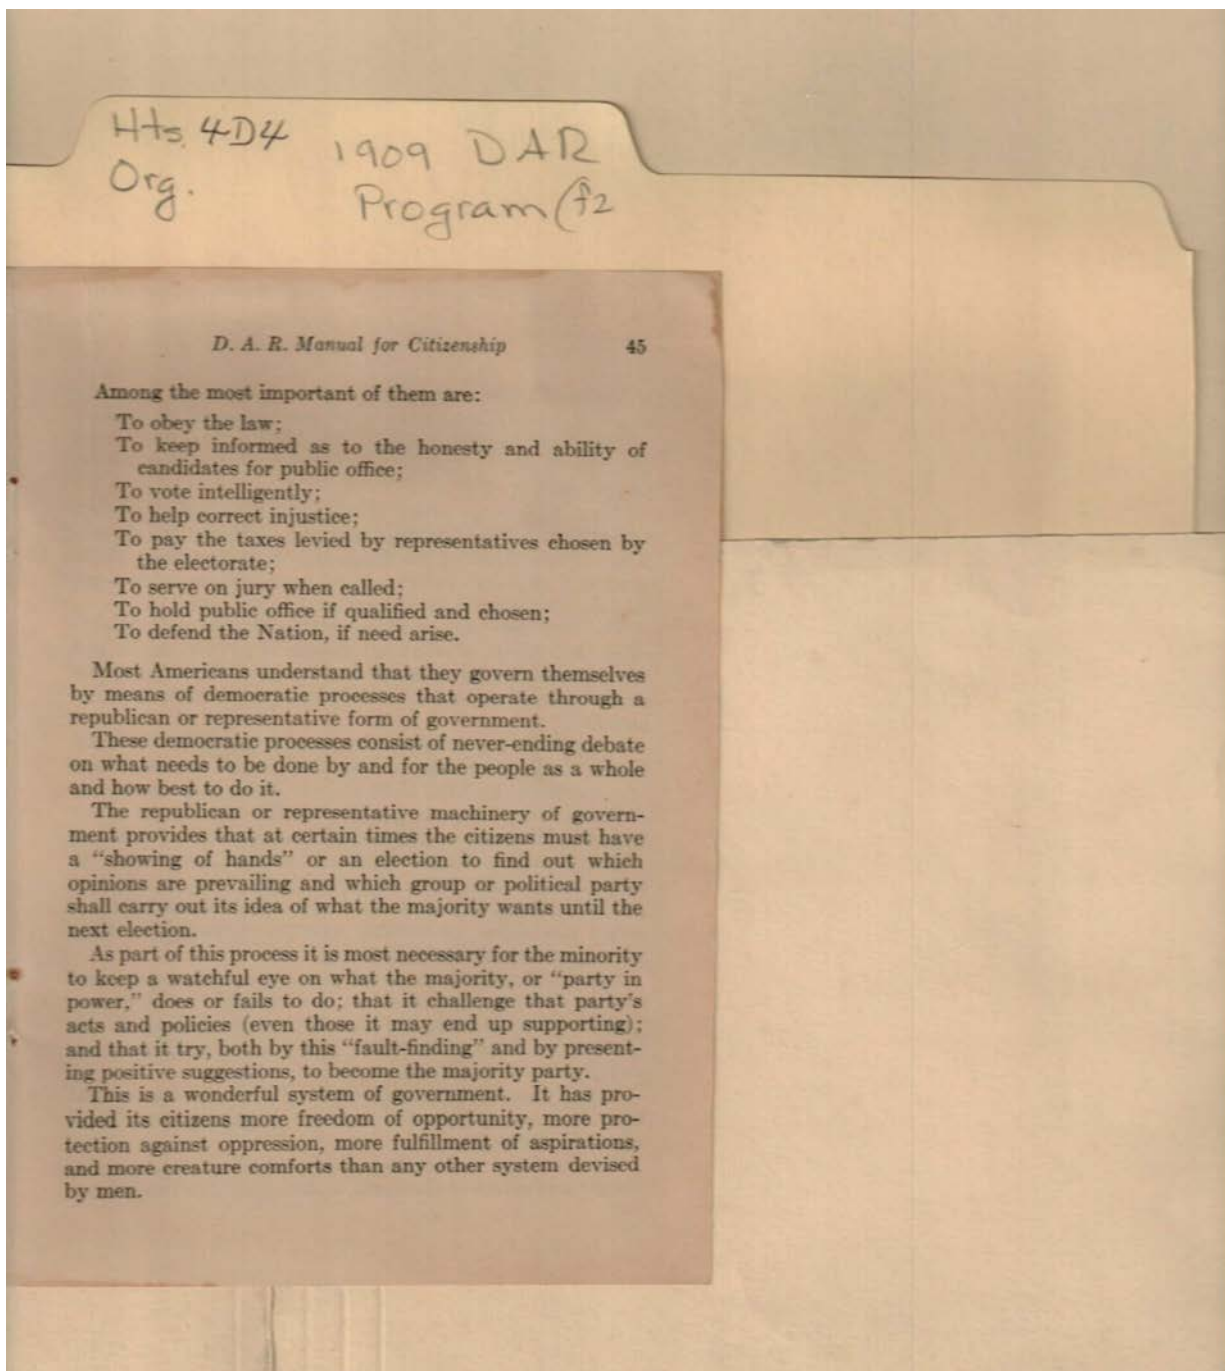 Hts. 4D4
Org.
1909 DAR
Program (f2
D. A. R. Manual for Citizenship 45
Among the most important of them are:
To obey the law;
To keep informed as to the honesty and ability of
candidates for public office;
To vote intelligently;
To help correct injustice;
To pay the taxes levied by representatives chosen by
the electorate;
To serve on jury when called;
To hold public office if qualified and chosen;
To defend the Nation, if need arise.
Most Americans understand that they govern themselves
by means of democratic processes that operate through a
republican or representative form of government.
These democratic processes consist of never-ending debate
on what needs to be done by and for the people as a whole
and how best to do it.
The republican or representative machinery of govern-
ment provides that at certain times the citizens must have
a "showing of hands" or an election to find out which
opinions are prevailing and which group or political party
shall carry out its idea of what the majority wants until the
next election.
As part of this process it is most necessary for the minority
to keep a watchful eye on what the majority, or "party in
power," does or fails to do; that it challenge that party's
acts and policies (even those it may end up supporting);
and that it try, both by this "fault-finding" and by present-
ing positive suggestions, to become the majority party.
This is a wonderful system of government. It has pro-
vided its citizens more freedom of opportunity, more pro-
tection against oppression, more fulfillment of aspirations,
and more creature comforts than any other system devised
by men.